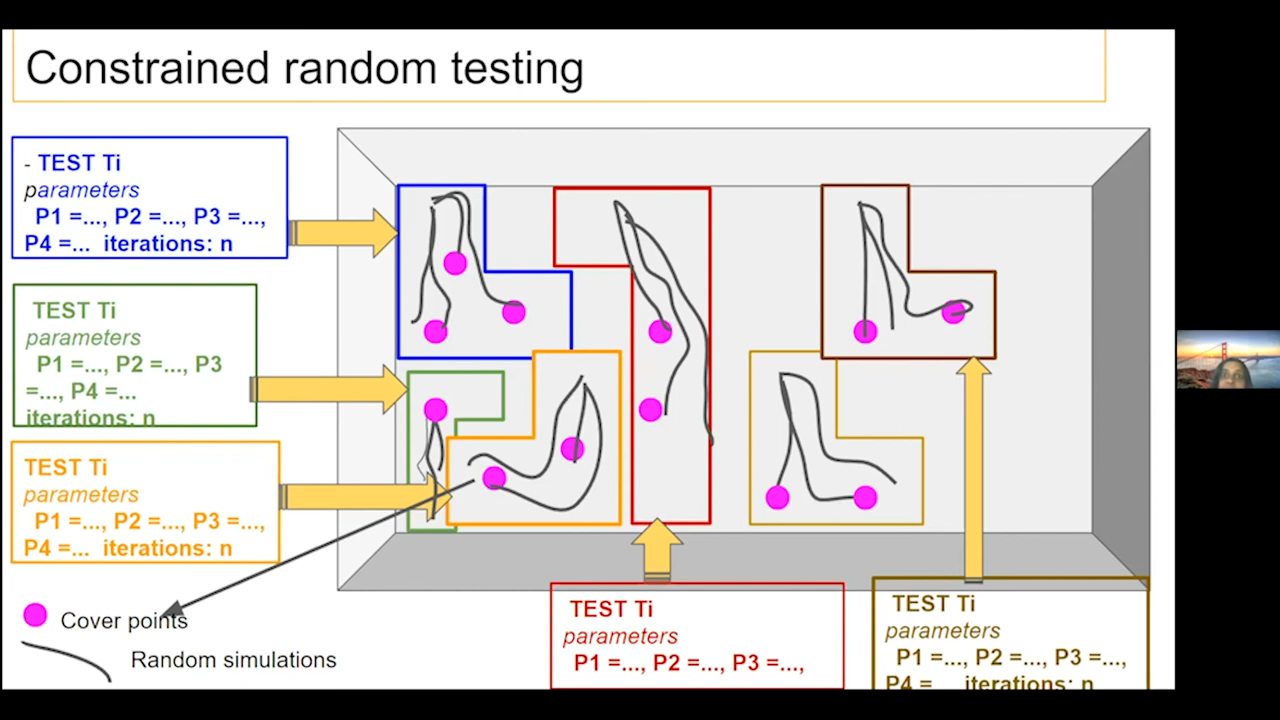 Constrained random testing
- TEST Ti
parameters
P1 =..., P2 =..., P3 =...,
P4 =... iterations: n
TEST Ti
parameters
P1 =..., P2 =..., P3
=..., P4 =...
iterations: n
TEST Ti
parameters
P1 =..., P2 =..., P3 =...,
P4 =... iterations: n
Cover points
Random simulations
TEST Ti
parameters
P1 =..., P2 =..., P3 =...,
TEST Ti
parameters
P1 =..., P2 =..., P3 =...,
P4 =... iterations: n